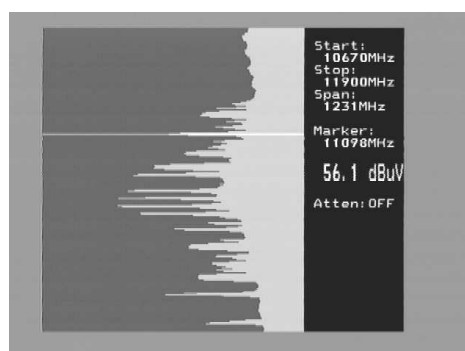 Start:
10670MHz
Stop:
11900MHz
Span:
1231MHz
Marker:
11098MHz
56.1 dBuV
Atten:OFF